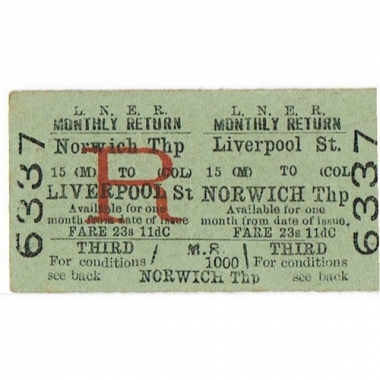 L. N. E. R.
MONTHLY RETURN
Norwich Thp
15 (M) TO (COL)
LIVERPOOL St
Available for one
month from date of issue
FARE 23s 11dC
THIRD
For conditions
see back
R
6337
L. N. E. R.
MONTHLY RETURN
Liverpool St.
15 (M) TO (COL)
NORWICH Thp
Available for one
month from date of issue.
FARE 23s 11dC
THIRD
For conditions
see back
6337
M.R.
1000
NORWICH Thp